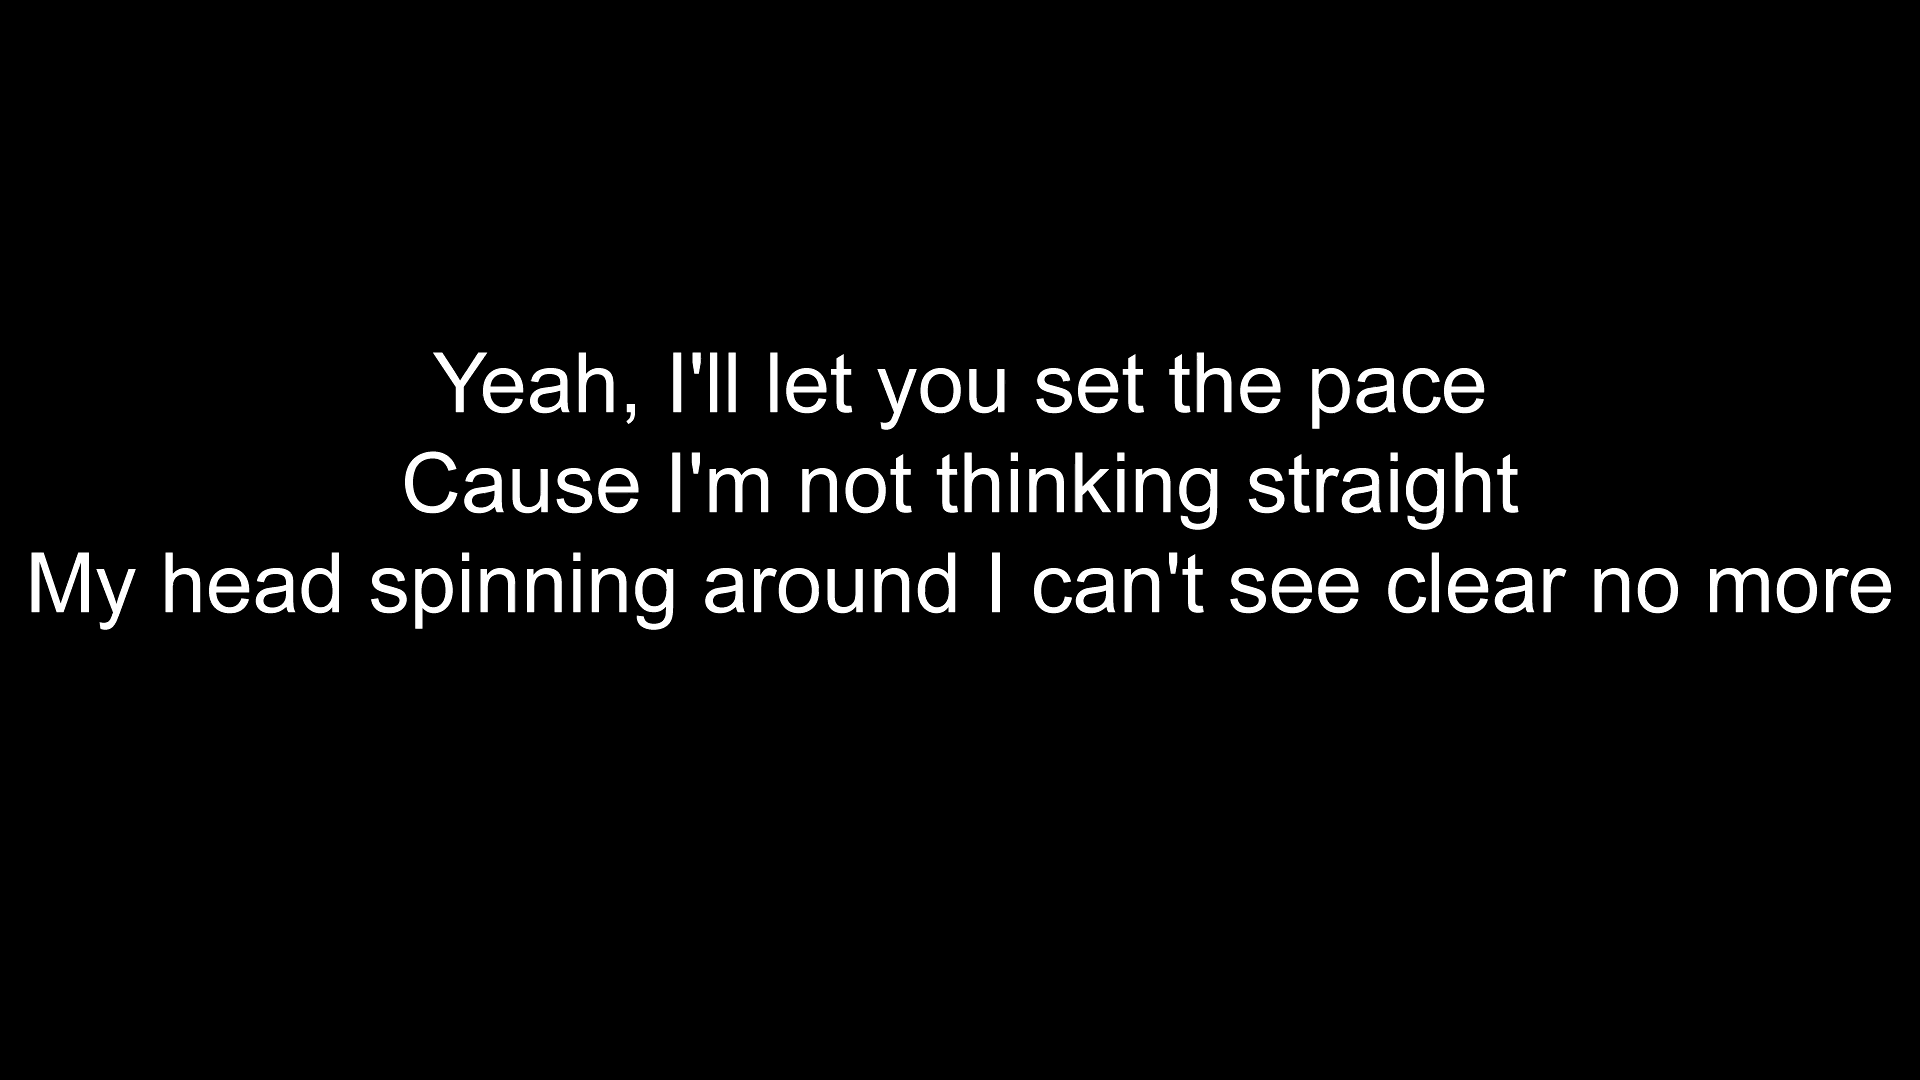 Yeah, I'll let you set the pace
Cause I'm not thinking straight
My head spinning around I can't see clear no more